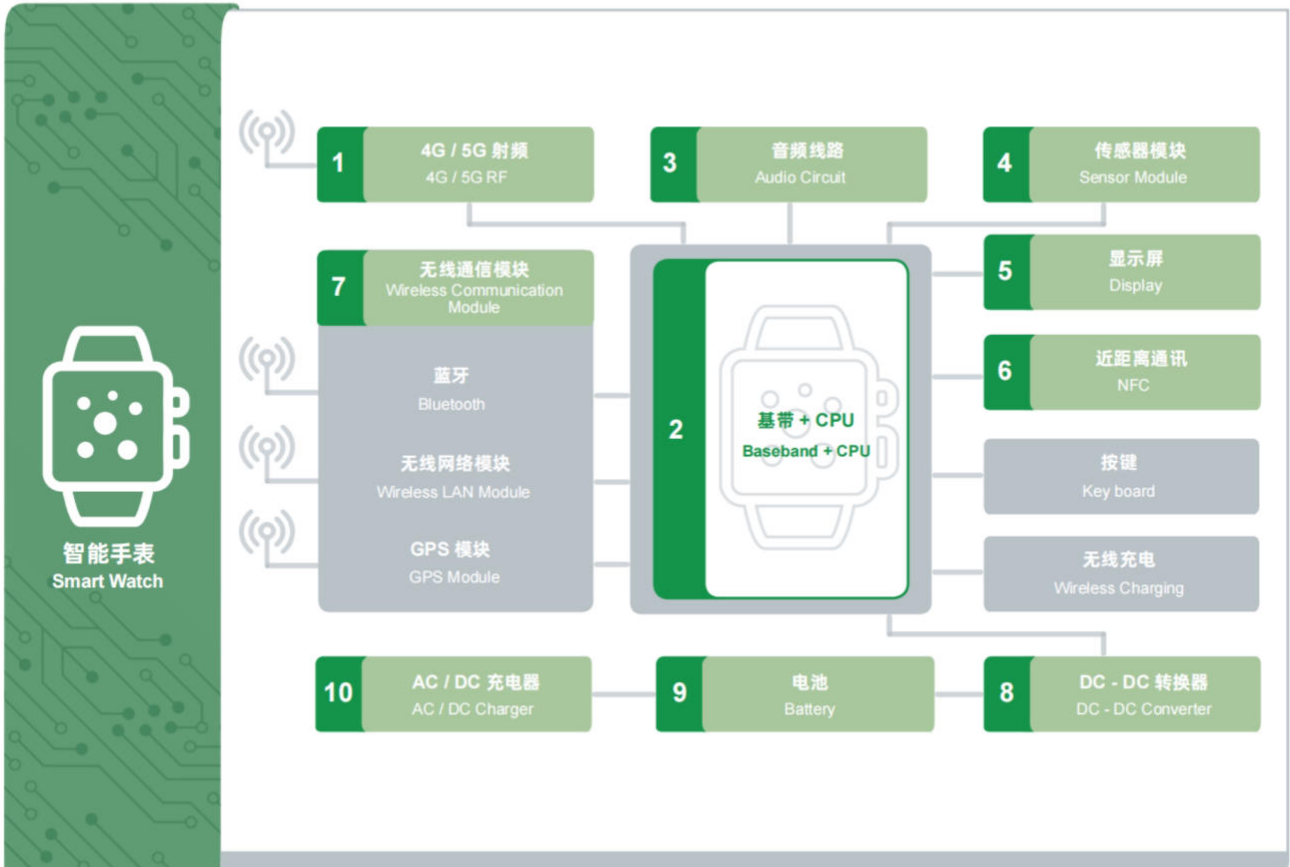 智能手表
Smart Watch
1
4G / 5G 射频
4G / 5G RF
3
音频线路
Audio Circuit
4
传感器模块
Sensor Module
7
无线通信模块
Wireless Communication
Module
蓝牙
Bluetooth
无线网络模块
Wireless LAN Module
GPS 模块
GPS Module
2
基带 + CPU
Baseband + CPU
5
显示屏
Display
6
近距离通讯
NFC
按键
Key board
无线充电
Wireless Charging
10
AC / DC 充电器
AC / DC Charger
9
电池
Battery
8
DC - DC 转换器
DC - DC Converter